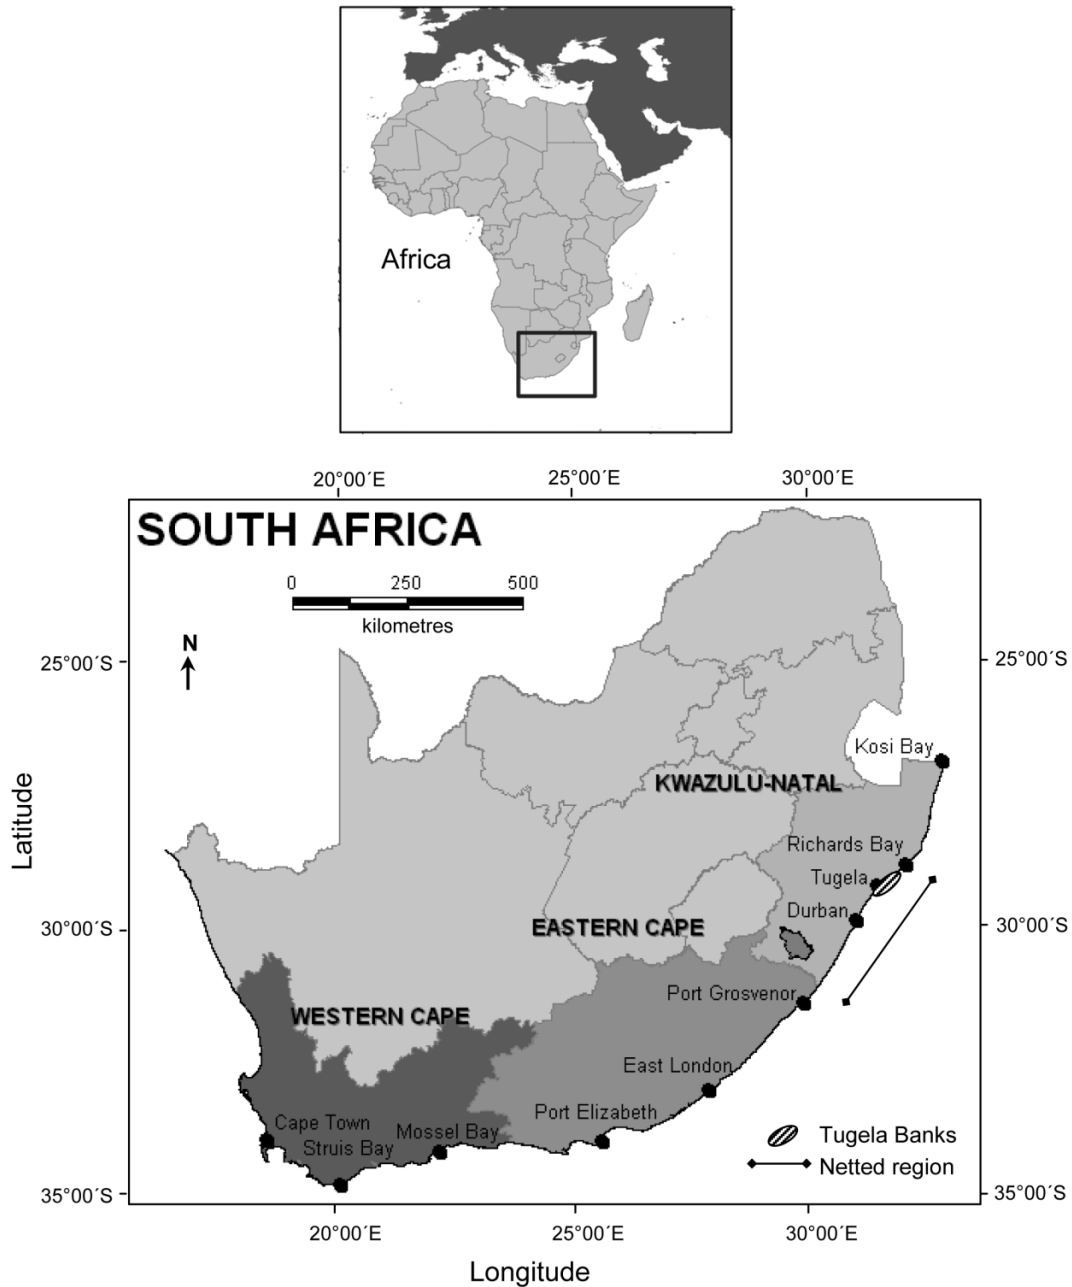 Africa
20°00´E 25°00´E 30°00´E
SOUTH AFRICA
0 250 500
kilometres
N
25°00´S 25°00´S
Kosi Bay
KWAZULU-NATAL
Latitude
Richards Bay
Tugela
Durban
30°00´S 30°00´S
EASTERN CAPE
Port Grosvenor
WESTERN CAPE
East London
Port Elizabeth
Cape Town
Mossel Bay
Struis Bay
Tugela Banks
Netted region
35°00´S 35°00´S
20°00´E 25°00´E 30°00´E
Longitude